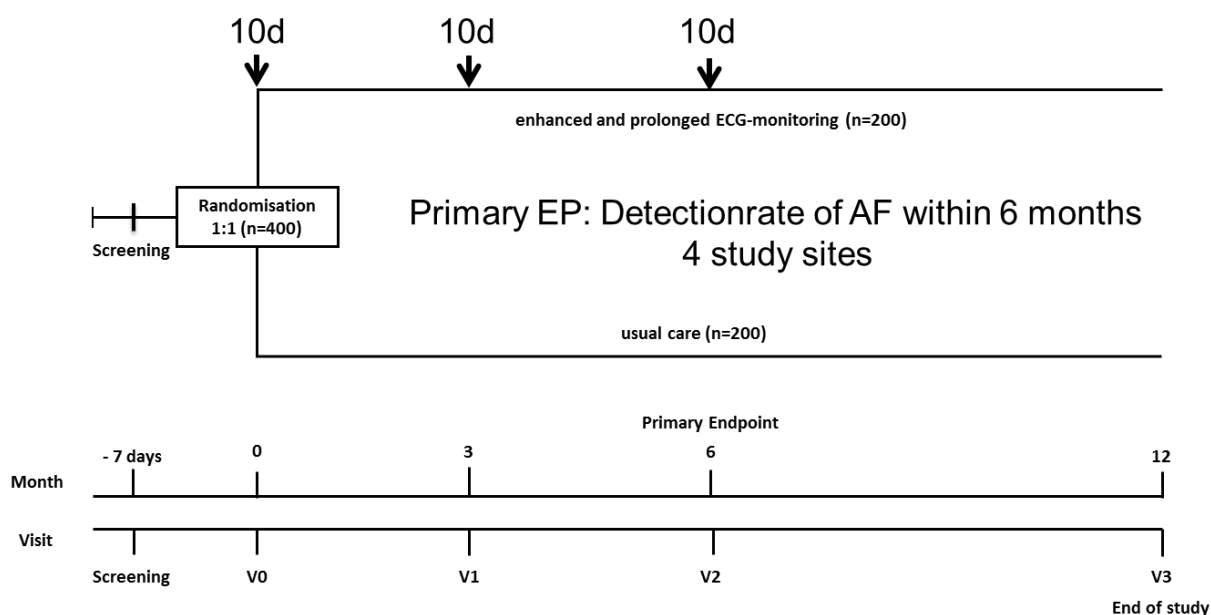 10d 10d 10d
enhanced and prolonged ECG-monitoring (n=200)
Randomisation
1:1 (n=400)
Screening
Primary EP: Detectionrate of AF within 6 months
4 study sites
usual care (n=200)
Primary Endpoint
- 7 days 0 3 6 12
Month
Visit
Screening V0 V1 V2 V3
End of study